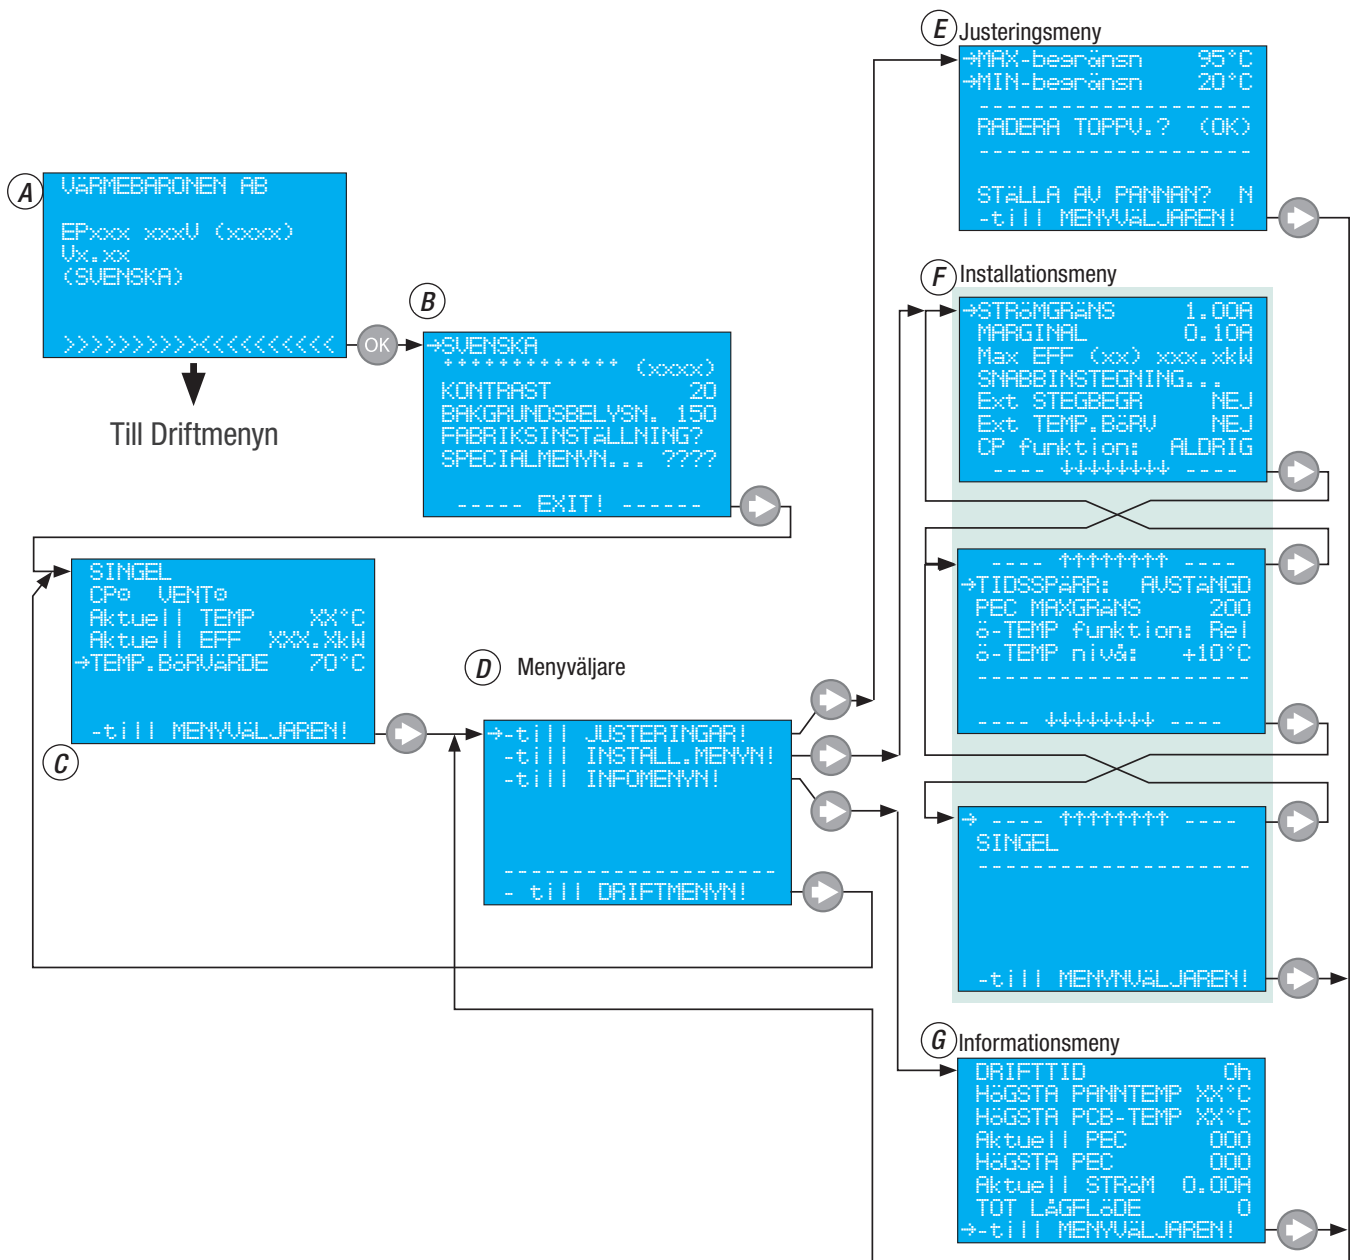 A
VÄRMEBARONEN AB
EPxxx xxxV (xxxx)
Vx.xx
(SVENSKA)
>>>>>>>>>><<<<<<<<<<
OK
Till Driftmenyn
B
→SVENSKA
↑↑↑↑↑↑↑↑↑↑↑↑↑ (xxxx)
KONTRAST 20
BAKGRUNDSBELYSN. 150
FABRIKSINSTÄLLNING?
SPECIALMENYN... ????
----- EXIT! ------
SINGEL
CP⊙ VENT⊙
Aktuell TEMP XX°C
Aktuell EFF XXX.XkW
→TEMP.BöRVÄRDE 70°C
-till MENYVÄLJAREN!
C
D Menyväljare
→-till JUSTERINGAR!
-till INSTALL.MENYN!
-till INFOMENYN!
--------------------
- till DRIFTMENYN!
E Justeringsmeny
→MAX-begränsn 95°C
→MIN-begränsn 20°C
--------------------
RADERA TOPPV.? (OK)
--------------------
STÄLLA AV PANNAN? N
-till MENYVÄLJAREN!
F Installationsmeny
→STRöMGRÄNS 1.00A
MARGINAL 0.10A
Max EFF (xx) xxx.xkW
SNABBINSTEGNING...
Ext STEGBEGR NEJ
Ext TEMP.BöRV NEJ
CP funktion: ALDRIG
---- ↓↓↓↓↓↓↓↓ ----
---- ↑↑↑↑↑↑↑↑ ----
→TIDSSPÄRR: AVSTÄNGD
PEC MAXGRÄNS 200
ö-TEMP funktion: Rel
ö-TEMP nivå: +10°C
--------------------
---- ↓↓↓↓↓↓↓↓ ----
→ ---- ↑↑↑↑↑↑↑↑ ----
SINGEL
--------------------
-till MENYNVÄLJAREN!
G Informationsmeny
DRIFTTID 0h
HöGSTA PANNTEMP XX°C
HöGSTA PCB-TEMP XX°C
Aktuell PEC 000
HöGSTA PEC 000
Aktuell STRöM 0.00A
TOT LÅGFLöDE 0
→-till MENYVÄLJAREN!